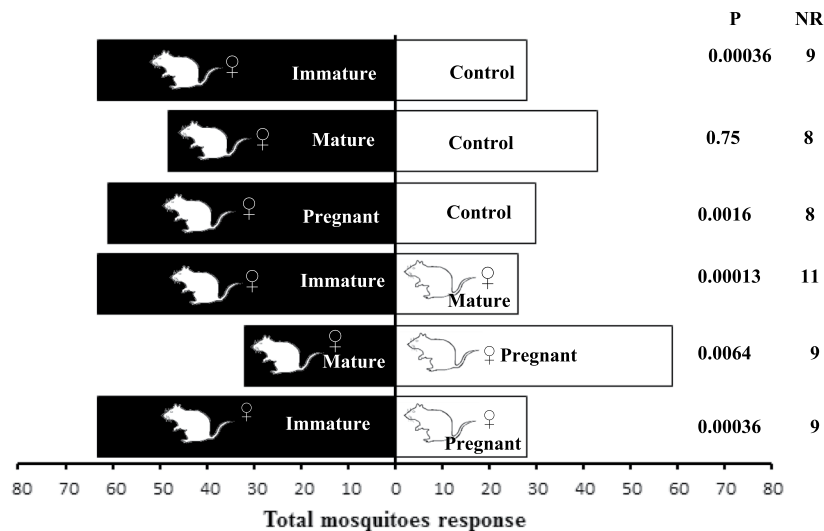 P NR
Immature ♀ Control 0.00036 9
Mature ♀ Control 0.75 8
Pregnant ♀ Control 0.0016 8
Immature ♀ Mature ♀ 0.00013 11
Mature ♀ Pregnant ♀ 0.0064 9
Immature ♀ Pregnant ♀ 0.00036 9
80 70 60 50 40 30 20 10 0 10 20 30 40 50 60 70 80
Total mosquitoes response